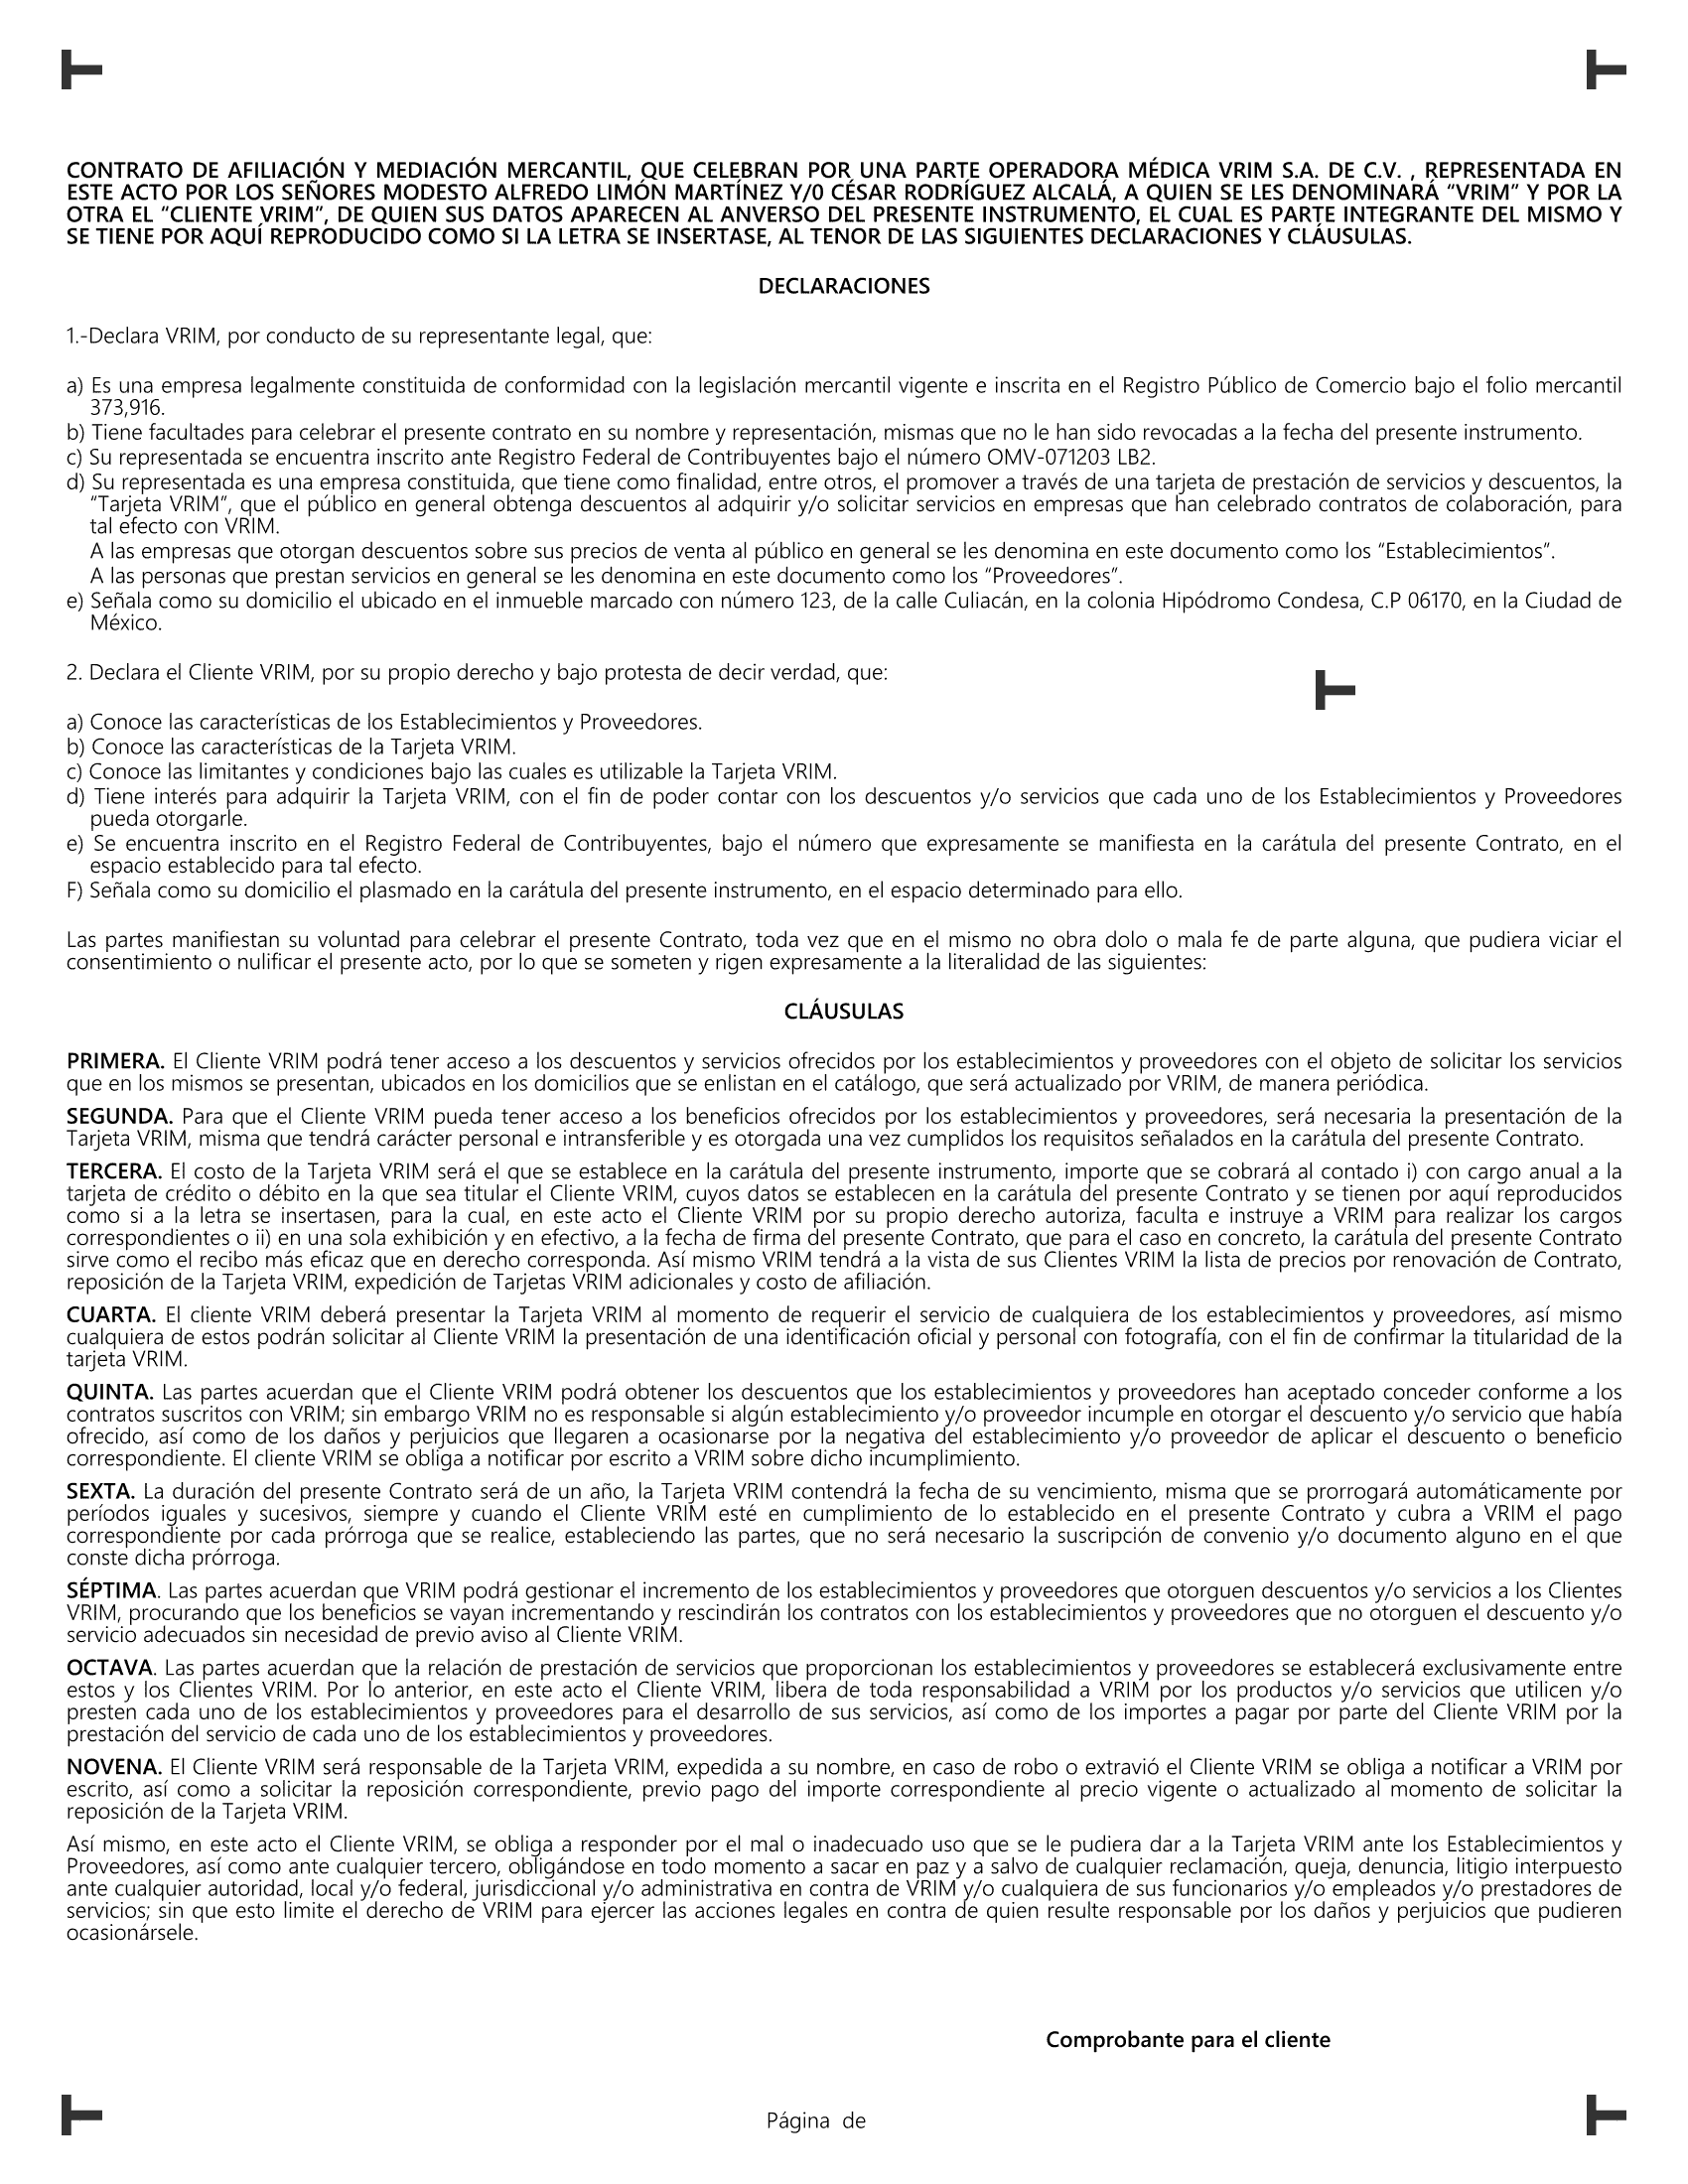 CONTRATO DE AFILIACIÓN Y MEDIACIÓN MERCANTIL, QUE CELEBRAN POR UNA PARTE OPERADORA MÉDICA VRIM S.A. DE C.V. , REPRESENTADA EN
ESTE ACTO POR LOS SEÑORES MODESTO ALFREDO LIMÓN MARTÍNEZ Y/0 CÉSAR RODRÍGUEZ ALCALÁ, A QUIEN SE LES DENOMINARÁ “VRIM” Y POR LA
OTRA EL “CLIENTE VRIM”, DE QUIEN SUS DATOS APARECEN AL ANVERSO DEL PRESENTE INSTRUMENTO, EL CUAL ES PARTE INTEGRANTE DEL MISMO Y
SE TIENE POR AQUÍ REPRODUCIDO COMO SI LA LETRA SE INSERTASE, AL TENOR DE LAS SIGUIENTES DECLARACIONES Y CLÁUSULAS.
DECLARACIONES
1.-Declara VRIM, por conducto de su representante legal, que:
a) Es una empresa legalmente constituida de conformidad con la legislación mercantil vigente e inscrita en el Registro Público de Comercio bajo el folio mercantil
373,916.
b) Tiene facultades para celebrar el presente contrato en su nombre y representación, mismas que no le han sido revocadas a la fecha del presente instrumento.
c) Su representada se encuentra inscrito ante Registro Federal de Contribuyentes bajo el número OMV-071203 LB2.
d) Su representada es una empresa constituida, que tiene como finalidad, entre otros, el promover a través de una tarjeta de prestación de servicios y descuentos, la
“Tarjeta VRIM”, que el público en general obtenga descuentos al adquirir y/o solicitar servicios en empresas que han celebrado contratos de colaboración, para
tal efecto con VRIM.
A las empresas que otorgan descuentos sobre sus precios de venta al público en general se les denomina en este documento como los “Establecimientos”.
A las personas que prestan servicios en general se les denomina en este documento como los “Proveedores”.
e) Señala como su domicilio el ubicado en el inmueble marcado con número 123, de la calle Culiacán, en la colonia Hipódromo Condesa, C.P 06170, en la Ciudad de
México.
2. Declara el Cliente VRIM, por su propio derecho y bajo protesta de decir verdad, que:
a) Conoce las características de los Establecimientos y Proveedores.
b) Conoce las características de la Tarjeta VRIM.
c) Conoce las limitantes y condiciones bajo las cuales es utilizable la Tarjeta VRIM.
d) Tiene interés para adquirir la Tarjeta VRIM, con el fin de poder contar con los descuentos y/o servicios que cada uno de los Establecimientos y Proveedores
pueda otorgarle.
e) Se encuentra inscrito en el Registro Federal de Contribuyentes, bajo el número que expresamente se manifiesta en la carátula del presente Contrato, en el
espacio establecido para tal efecto.
F) Señala como su domicilio el plasmado en la carátula del presente instrumento, en el espacio determinado para ello.
Las partes manifiestan su voluntad para celebrar el presente Contrato, toda vez que en el mismo no obra dolo o mala fe de parte alguna, que pudiera viciar el
consentimiento o nulificar el presente acto, por lo que se someten y rigen expresamente a la literalidad de las siguientes:
CLÁUSULAS
PRIMERA. El Cliente VRIM podrá tener acceso a los descuentos y servicios ofrecidos por los establecimientos y proveedores con el objeto de solicitar los servicios
que en los mismos se presentan, ubicados en los domicilios que se enlistan en el catálogo, que será actualizado por VRIM, de manera periódica.
SEGUNDA. Para que el Cliente VRIM pueda tener acceso a los beneficios ofrecidos por los establecimientos y proveedores, será necesaria la presentación de la
Tarjeta VRIM, misma que tendrá carácter personal e intransferible y es otorgada una vez cumplidos los requisitos señalados en la carátula del presente Contrato.
TERCERA. El costo de la Tarjeta VRIM será el que se establece en la carátula del presente instrumento, importe que se cobrará al contado i) con cargo anual a la
tarjeta de crédito o débito en la que sea titular el Cliente VRIM, cuyos datos se establecen en la carátula del presente Contrato y se tienen por aquí reproducidos
como si a la letra se insertasen, para la cual, en este acto el Cliente VRIM por su propio derecho autoriza, faculta e instruye a VRIM para realizar los cargos
correspondientes o ii) en una sola exhibición y en efectivo, a la fecha de firma del presente Contrato, que para el caso en concreto, la carátula del presente Contrato
sirve como el recibo más eficaz que en derecho corresponda. Así mismo VRIM tendrá a la vista de sus Clientes VRIM la lista de precios por renovación de Contrato,
reposición de la Tarjeta VRIM, expedición de Tarjetas VRIM adicionales y costo de afiliación.
CUARTA. El cliente VRIM deberá presentar la Tarjeta VRIM al momento de requerir el servicio de cualquiera de los establecimientos y proveedores, así mismo
cualquiera de estos podrán solicitar al Cliente VRIM la presentación de una identificación oficial y personal con fotografía, con el fin de confirmar la titularidad de la
tarjeta VRIM.
QUINTA. Las partes acuerdan que el Cliente VRIM podrá obtener los descuentos que los establecimientos y proveedores han aceptado conceder conforme a los
contratos suscritos con VRIM; sin embargo VRIM no es responsable si algún establecimiento y/o proveedor incumple en otorgar el descuento y/o servicio que había
ofrecido, así como de los daños y perjuicios que llegaren a ocasionarse por la negativa del establecimiento y/o proveedor de aplicar el descuento o beneficio
correspondiente. El cliente VRIM se obliga a notificar por escrito a VRIM sobre dicho incumplimiento.
SEXTA. La duración del presente Contrato será de un año, la Tarjeta VRIM contendrá la fecha de su vencimiento, misma que se prorrogará automáticamente por
períodos iguales y sucesivos, siempre y cuando el Cliente VRIM esté en cumplimiento de lo establecido en el presente Contrato y cubra a VRIM el pago
correspondiente por cada prórroga que se realice, estableciendo las partes, que no será necesario la suscripción de convenio y/o documento alguno en el que
conste dicha prórroga.
SÉPTIMA. Las partes acuerdan que VRIM podrá gestionar el incremento de los establecimientos y proveedores que otorguen descuentos y/o servicios a los Clientes
VRIM, procurando que los beneficios se vayan incrementando y rescindirán los contratos con los establecimientos y proveedores que no otorguen el descuento y/o
servicio adecuados sin necesidad de previo aviso al Cliente VRIM.
OCTAVA. Las partes acuerdan que la relación de prestación de servicios que proporcionan los establecimientos y proveedores se establecerá exclusivamente entre
estos y los Clientes VRIM. Por lo anterior, en este acto el Cliente VRIM, libera de toda responsabilidad a VRIM por los productos y/o servicios que utilicen y/o
presten cada uno de los establecimientos y proveedores para el desarrollo de sus servicios, así como de los importes a pagar por parte del Cliente VRIM por la
prestación del servicio de cada uno de los establecimientos y proveedores.
NOVENA. El Cliente VRIM será responsable de la Tarjeta VRIM, expedida a su nombre, en caso de robo o extravió el Cliente VRIM se obliga a notificar a VRIM por
escrito, así como a solicitar la reposición correspondiente, previo pago del importe correspondiente al precio vigente o actualizado al momento de solicitar la
reposición de la Tarjeta VRIM.
Así mismo, en este acto el Cliente VRIM, se obliga a responder por el mal o inadecuado uso que se le pudiera dar a la Tarjeta VRIM ante los Establecimientos y
Proveedores, así como ante cualquier tercero, obligándose en todo momento a sacar en paz y a salvo de cualquier reclamación, queja, denuncia, litigio interpuesto
ante cualquier autoridad, local y/o federal, jurisdiccional y/o administrativa en contra de VRIM y/o cualquiera de sus funcionarios y/o empleados y/o prestadores de
servicios; sin que esto limite el derecho de VRIM para ejercer las acciones legales en contra de quien resulte responsable por los daños y perjuicios que pudieren
ocasionársele.
Comprobante para el cliente
Página de